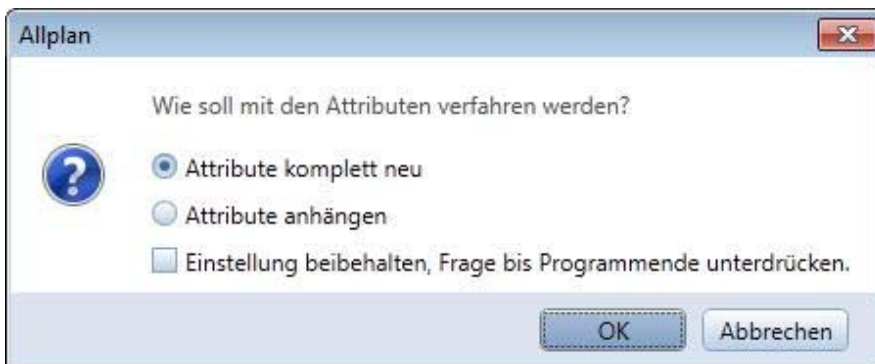 Allplan
Wie soll mit den Attributen verfahren werden?
Attribute komplett neu
Attribute anhängen
Einstellung beibehalten, Frage bis Programmende unterdrücken.
OK
Abbrechen